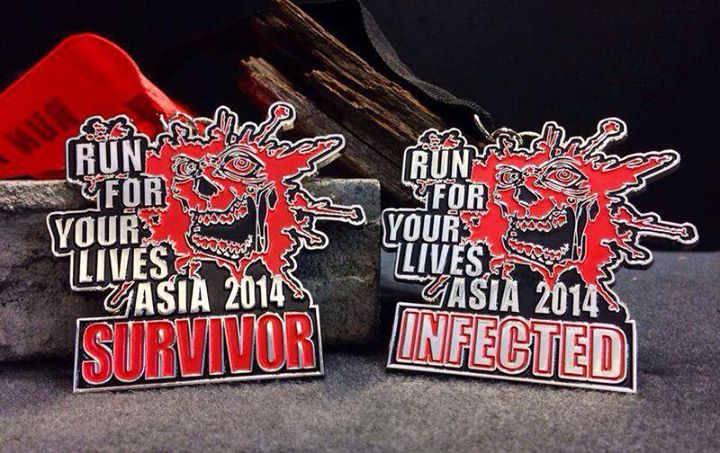 RUN
FOR
YOUR
LIVES
ASIA 2014
SURVIVOR
RUN
FOR
YOUR
LIVES
ASIA 2014
INFECTED